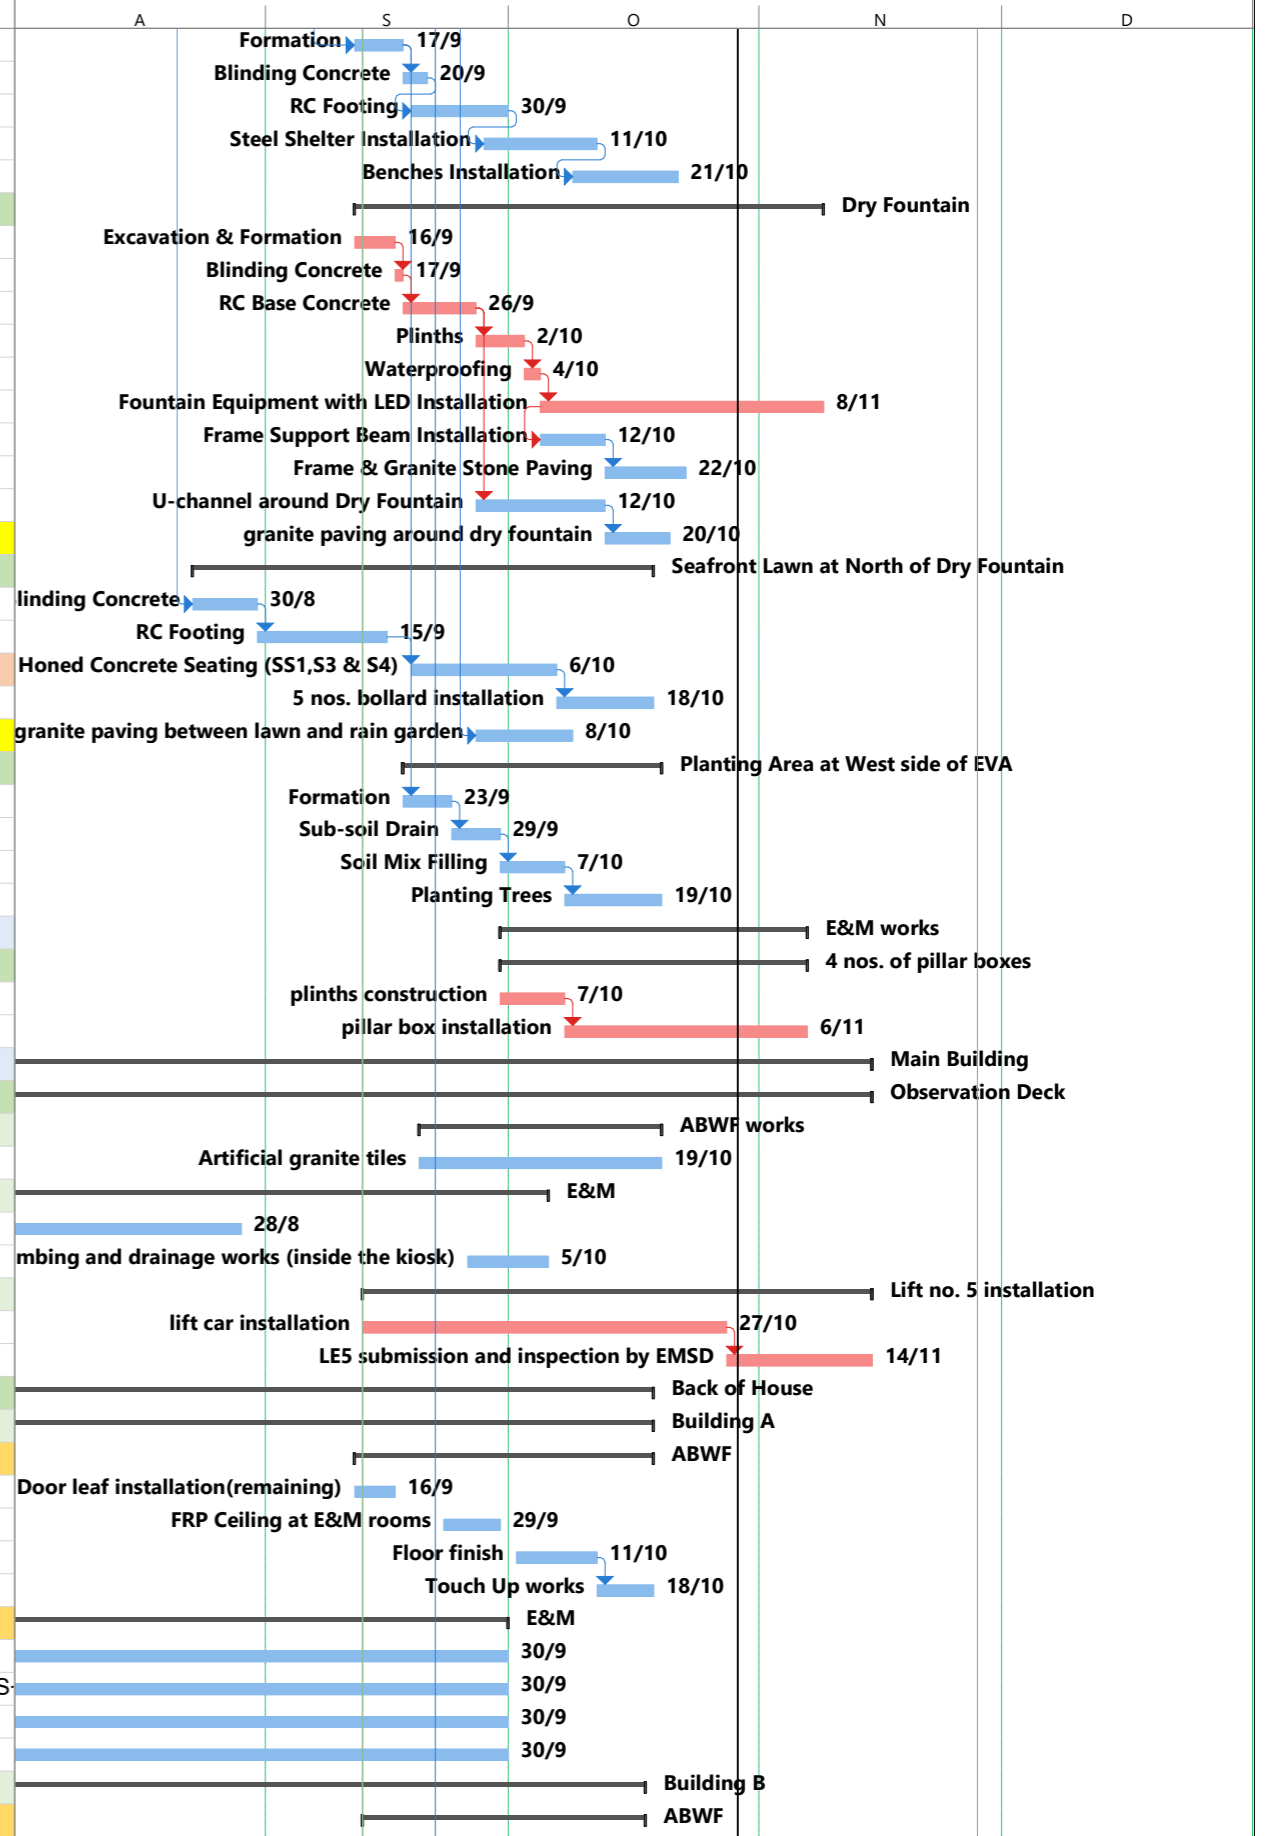 A S O N D
Formation 17/9
Blinding Concrete 20/9
RC Footing 30/9
Steel Shelter Installation 11/10
Benches Installation 21/10
Dry Fountain
Excavation & Formation 16/9
Blinding Concrete 17/9
RC Base Concrete 26/9
Plinths 2/10
Waterproofing 4/10
Fountain Equipment with LED Installation 8/11
Frame Support Beam Installation 12/10
Frame & Granite Stone Paving 22/10
U-channel around Dry Fountain 12/10
granite paving around dry fountain 20/10
Seafront Lawn at North of Dry Fountain
linding Concrete 30/8
RC Footing 15/9
Honed Concrete Seating (SS1,S3 & S4) 6/10
5 nos. bollard installation 18/10
granite paving between lawn and rain garden 8/10
Planting Area at West side of EVA
Formation 23/9
Sub-soil Drain 29/9
Soil Mix Filling 7/10
Planting Trees 19/10
E&M works
4 nos. of pillar boxes
plinths construction 7/10
pillar box installation 6/11
Main Building
Observation Deck
ABWF works
Artificial granite tiles 19/10
E&M
28/8
mbing and drainage works (inside the kiosk) 5/10
Lift no. 5 installation
lift car installation 27/10
LE5 submission and inspection by EMSD 14/11
Back of House
Building A
ABWF
Door leaf installation(remaining) 16/9
FRP Ceiling at E&M rooms 29/9
Floor finish 11/10
Touch Up works 18/10
E&M
30/9
S- 30/9
30/9
30/9
Building B
ABWF